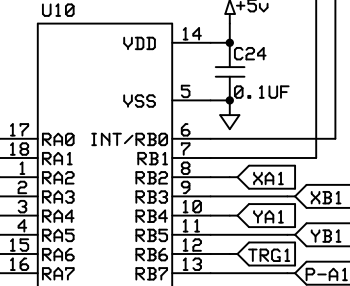 U10 +5v
VDD 14
C24
VSS 5 0.1UF
17 RA0 INT/RB0 6
18 RA1 RB1 7
1 RA2 RB2 8 XA1
2 RA3 RB3 9 XB1
3 RA4 RB4 10 YA1
4 RA5 RB5 11 YB1
15 RA6 RB6 12 TRG1
16 RA7 RB7 13 P-A1